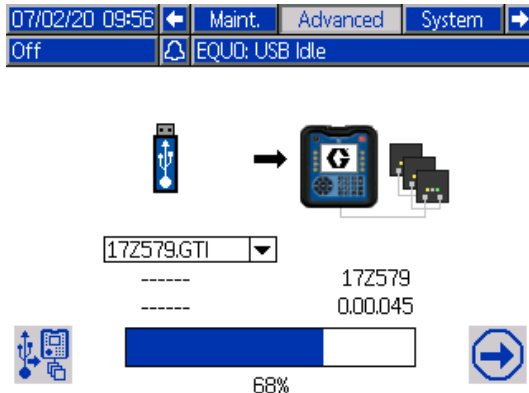 07/02/20 09:56 Maint. Advanced System
Off EQU0: USB Idle
17Z579.GTI
------ 17Z579
------ 0.00.045
68%